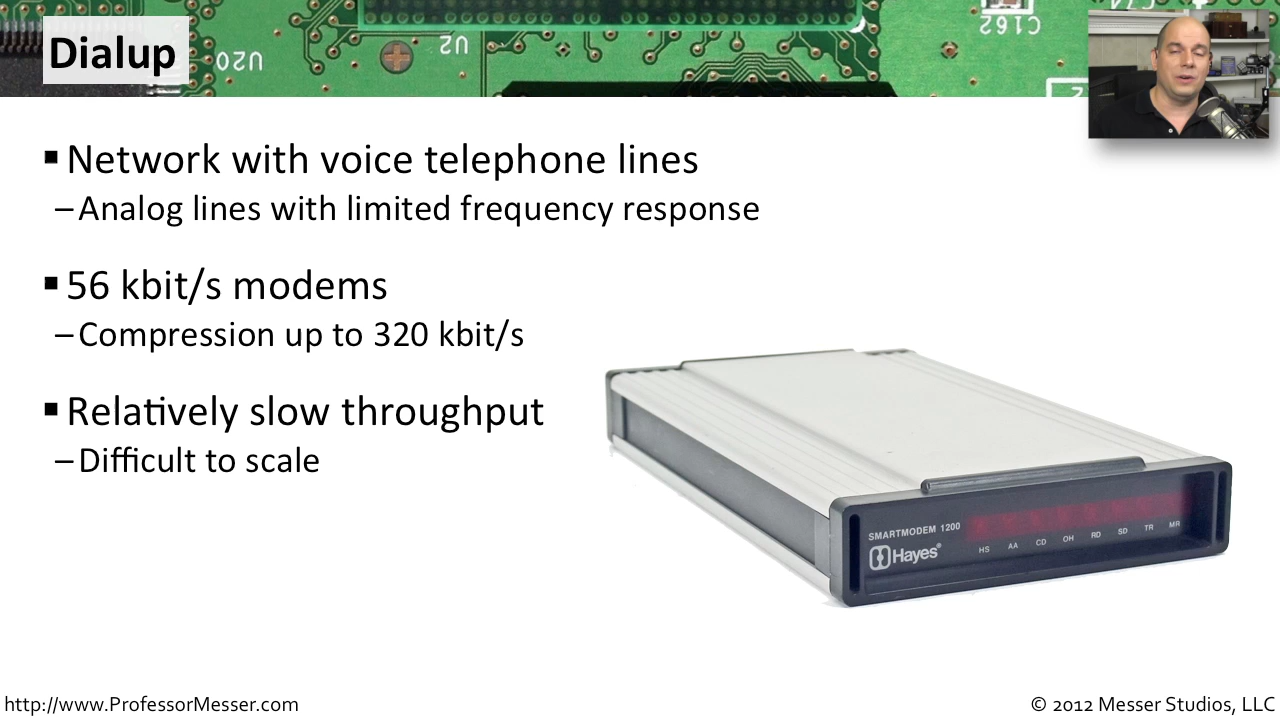 Dialup
U20
U2
C162
C74
2
▪ Network with voice telephone lines
– Analog lines with limited frequency response
▪ 56 kbit/s modems
– Compression up to 320 kbit/s
▪ Relatively slow throughput
– Difficult to scale
SMARTMODEM 1200
Hayes®
HS AA CD OH RD SD TR MR
http://www.ProfessorMesser.com
© 2012 Messer Studios, LLC